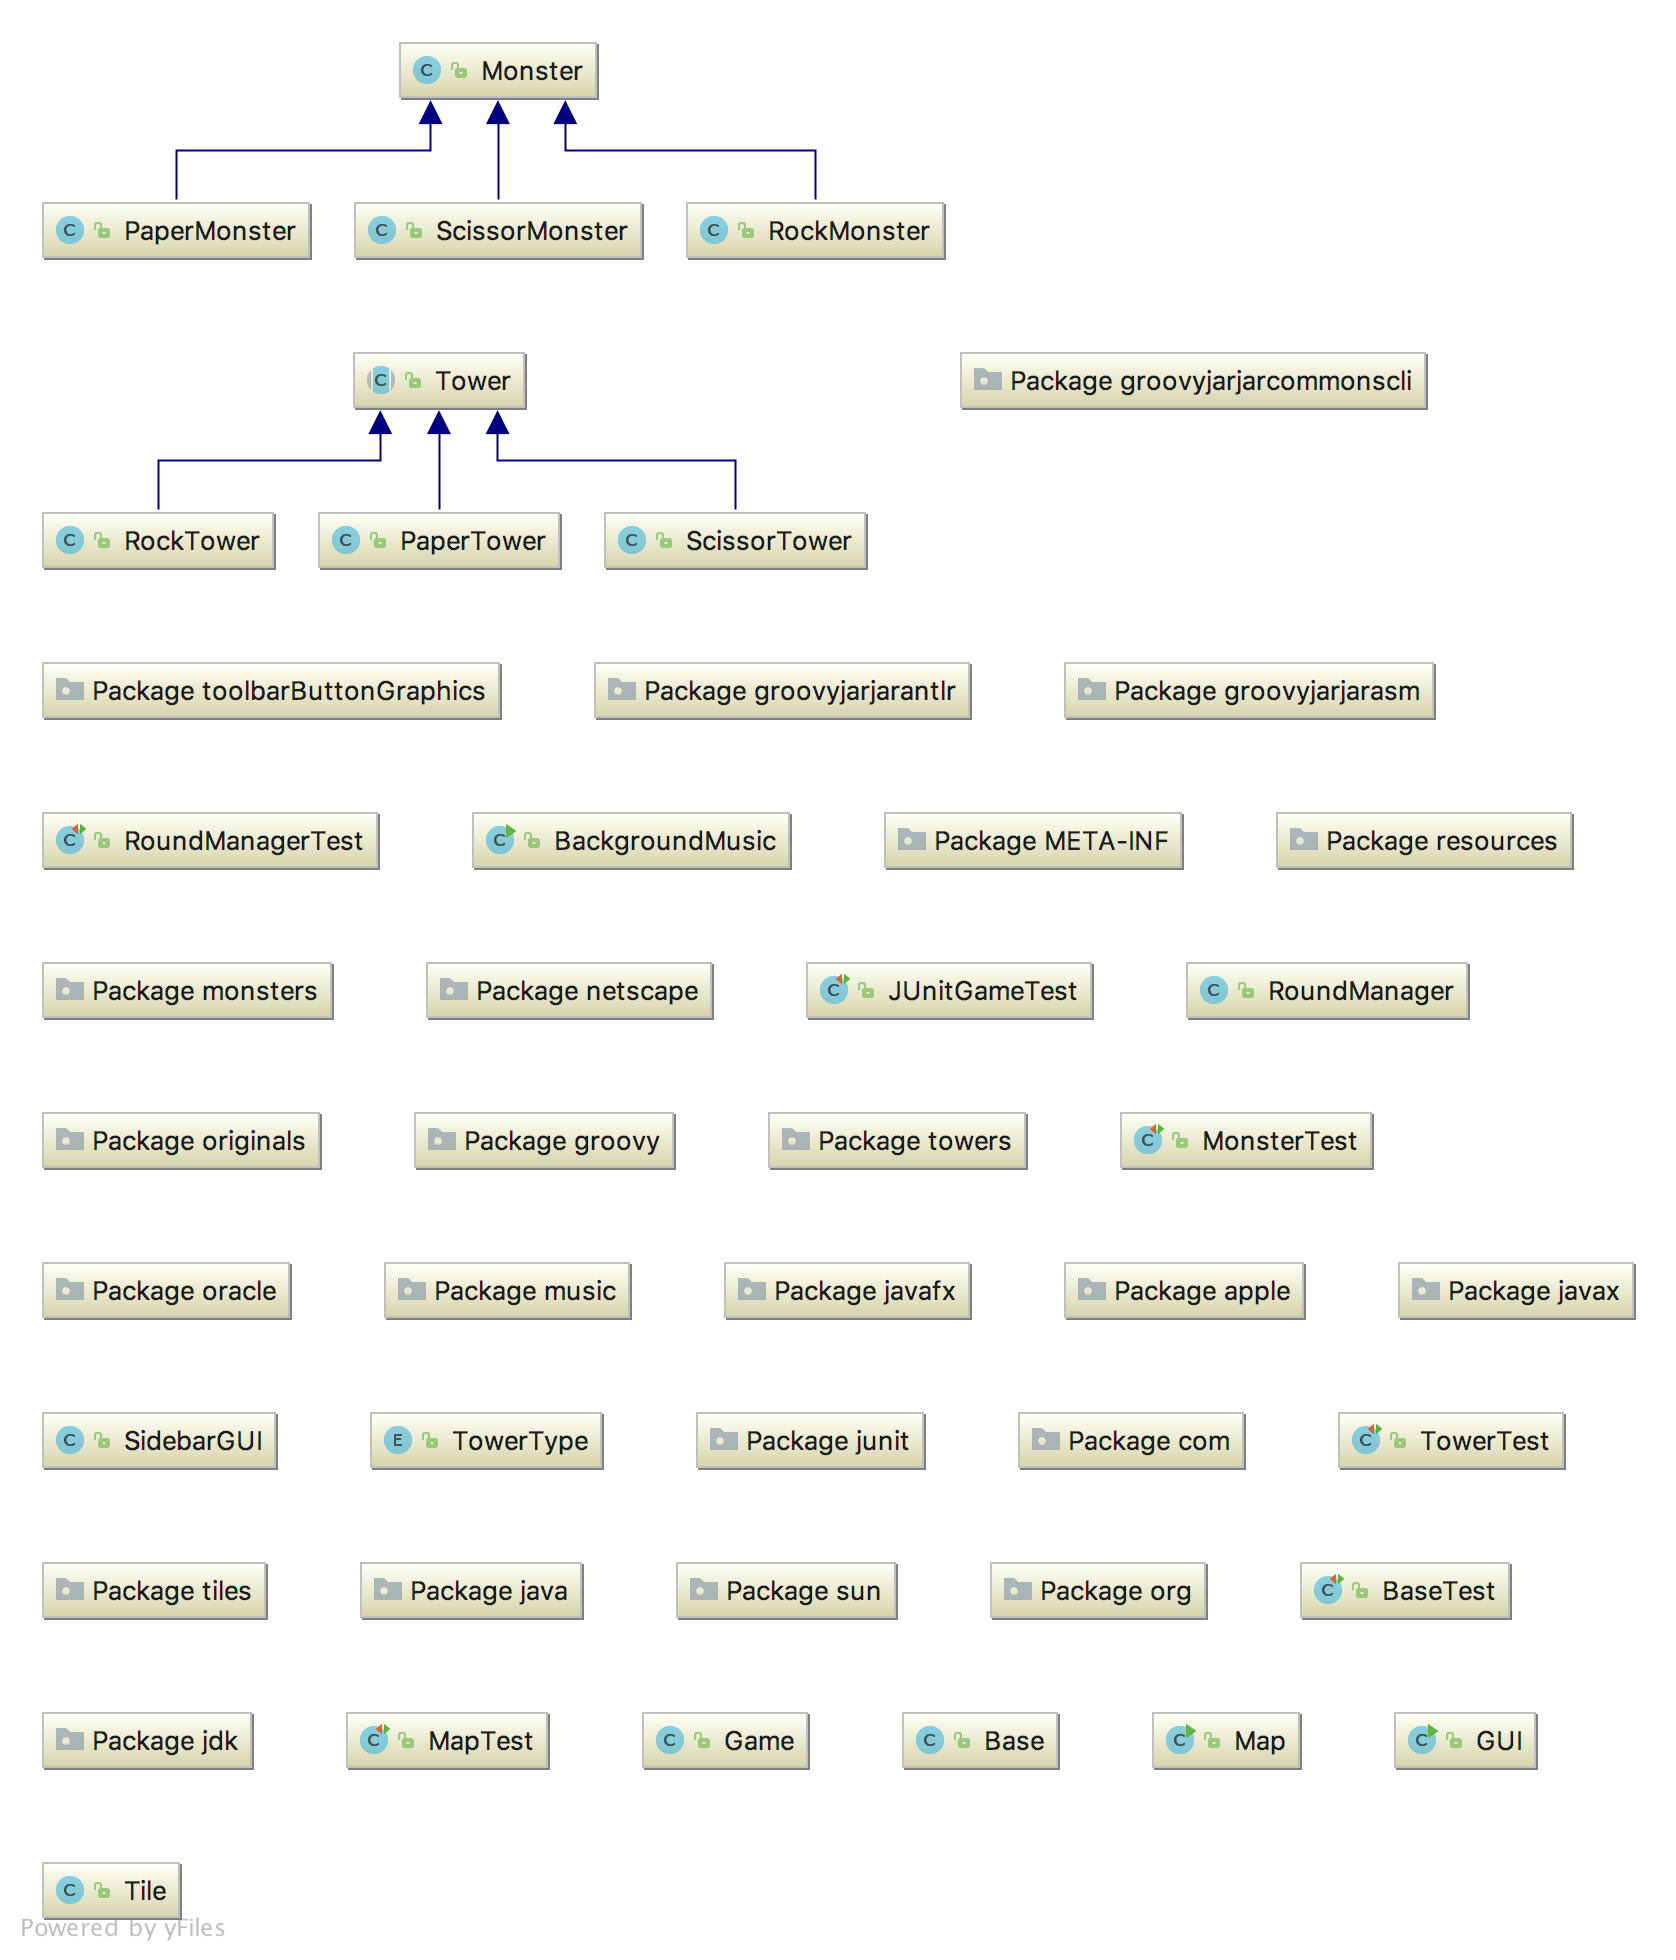 Monster
PaperMonster
ScissorMonster
RockMonster
Tower
Package groovyjarjarcommonscli
RockTower
PaperTower
ScissorTower
Package toolbarButtonGraphics
Package groovyjarjarantlr
Package groovyjarjarasm
RoundManagerTest
BackgroundMusic
Package META-INF
Package resources
Package monsters
Package netscape
JUnitGameTest
RoundManager
Package originals
Package groovy
Package towers
MonsterTest
Package oracle
Package music
Package javafx
Package apple
Package javax
SidebarGUI
TowerType
Package junit
Package com
TowerTest
Package tiles
Package java
Package sun
Package org
BaseTest
Package jdk
MapTest
Game
Base
Map
GUI
Tile
Powered by yFiles